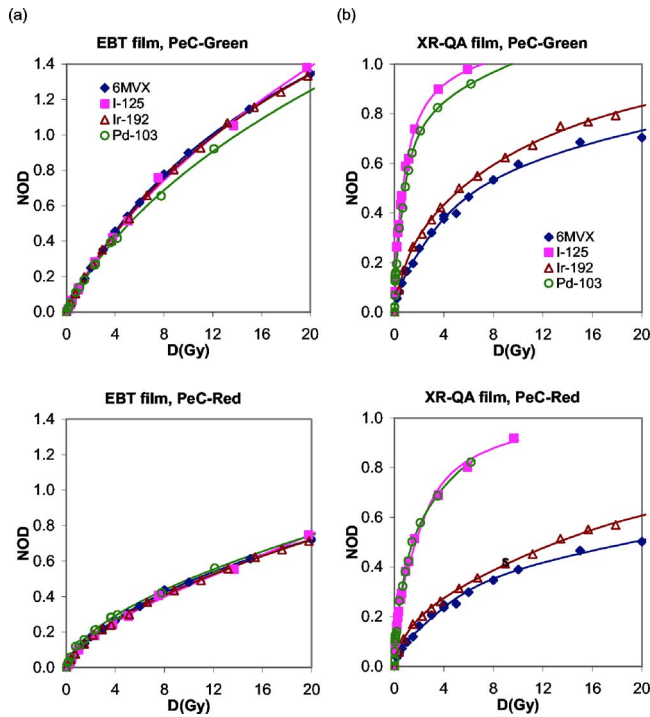 (a)
(b)
EBT film, PeC-Green
XR-QA film, PeC-Green
1.4
1.2
1.0
0.8
0.6
0.4
0.2
0.0
NOD
6MVX
I-125
Ir-192
Pd-103
0 4 8 12 16 20
D(Gy)
1.0
0.8
0.6
0.4
0.2
0.0
NOD
6MVX
I-125
Ir-192
Pd-103
0 4 8 12 16 20
D(Gy)
EBT film, PeC-Red
XR-QA film, PeC-Red
1.4
1.2
1.0
0.8
0.6
0.4
0.2
0.0
NOD
0 4 8 12 16 20
D(Gy)
1.0
0.8
0.6
0.4
0.2
0.0
NOD
0 4 8 12 16 20
D(Gy)